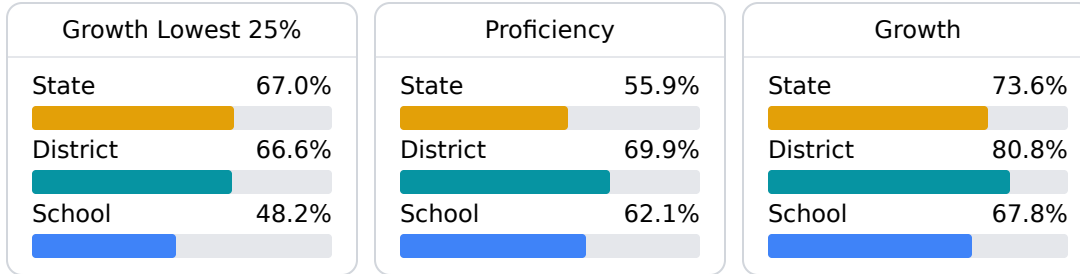 Growth Lowest 25%
State 67.0%
District 66.6%
School 48.2%
Proficiency
State 55.9%
District 69.9%
School 62.1%
Growth
State 73.6%
District 80.8%
School 67.8%